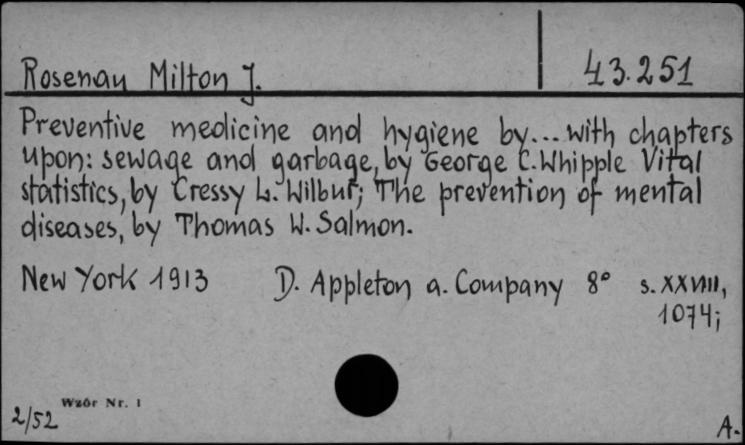 Rosenau Milton J.
43.251
Preventive medicine and hygiene by... with chapters
upon: sewage and garbage, by George C. Whipple Vital
statistics, by Cressy L. Wilbur; The prevention of mental
diseases, by Thomas W. Salmon.
New York 1913 D. Appleton a. Company 8° s. XXVIII,
1074;
Wzór Nr. 1
2/52
A.